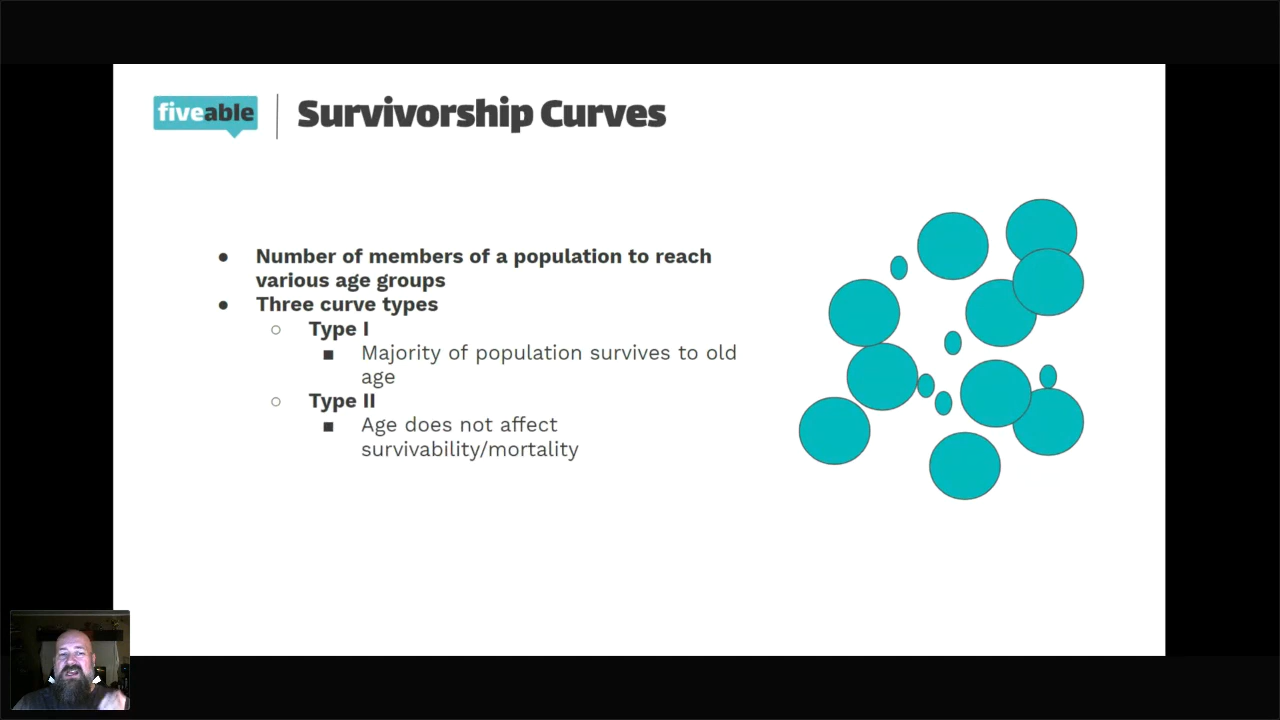 fiveable
Survivorship Curves
● Number of members of a population to reach
various age groups
● Three curve types
○ Type I
■ Majority of population survives to old
age
○ Type II
■ Age does not affect
survivability/mortality